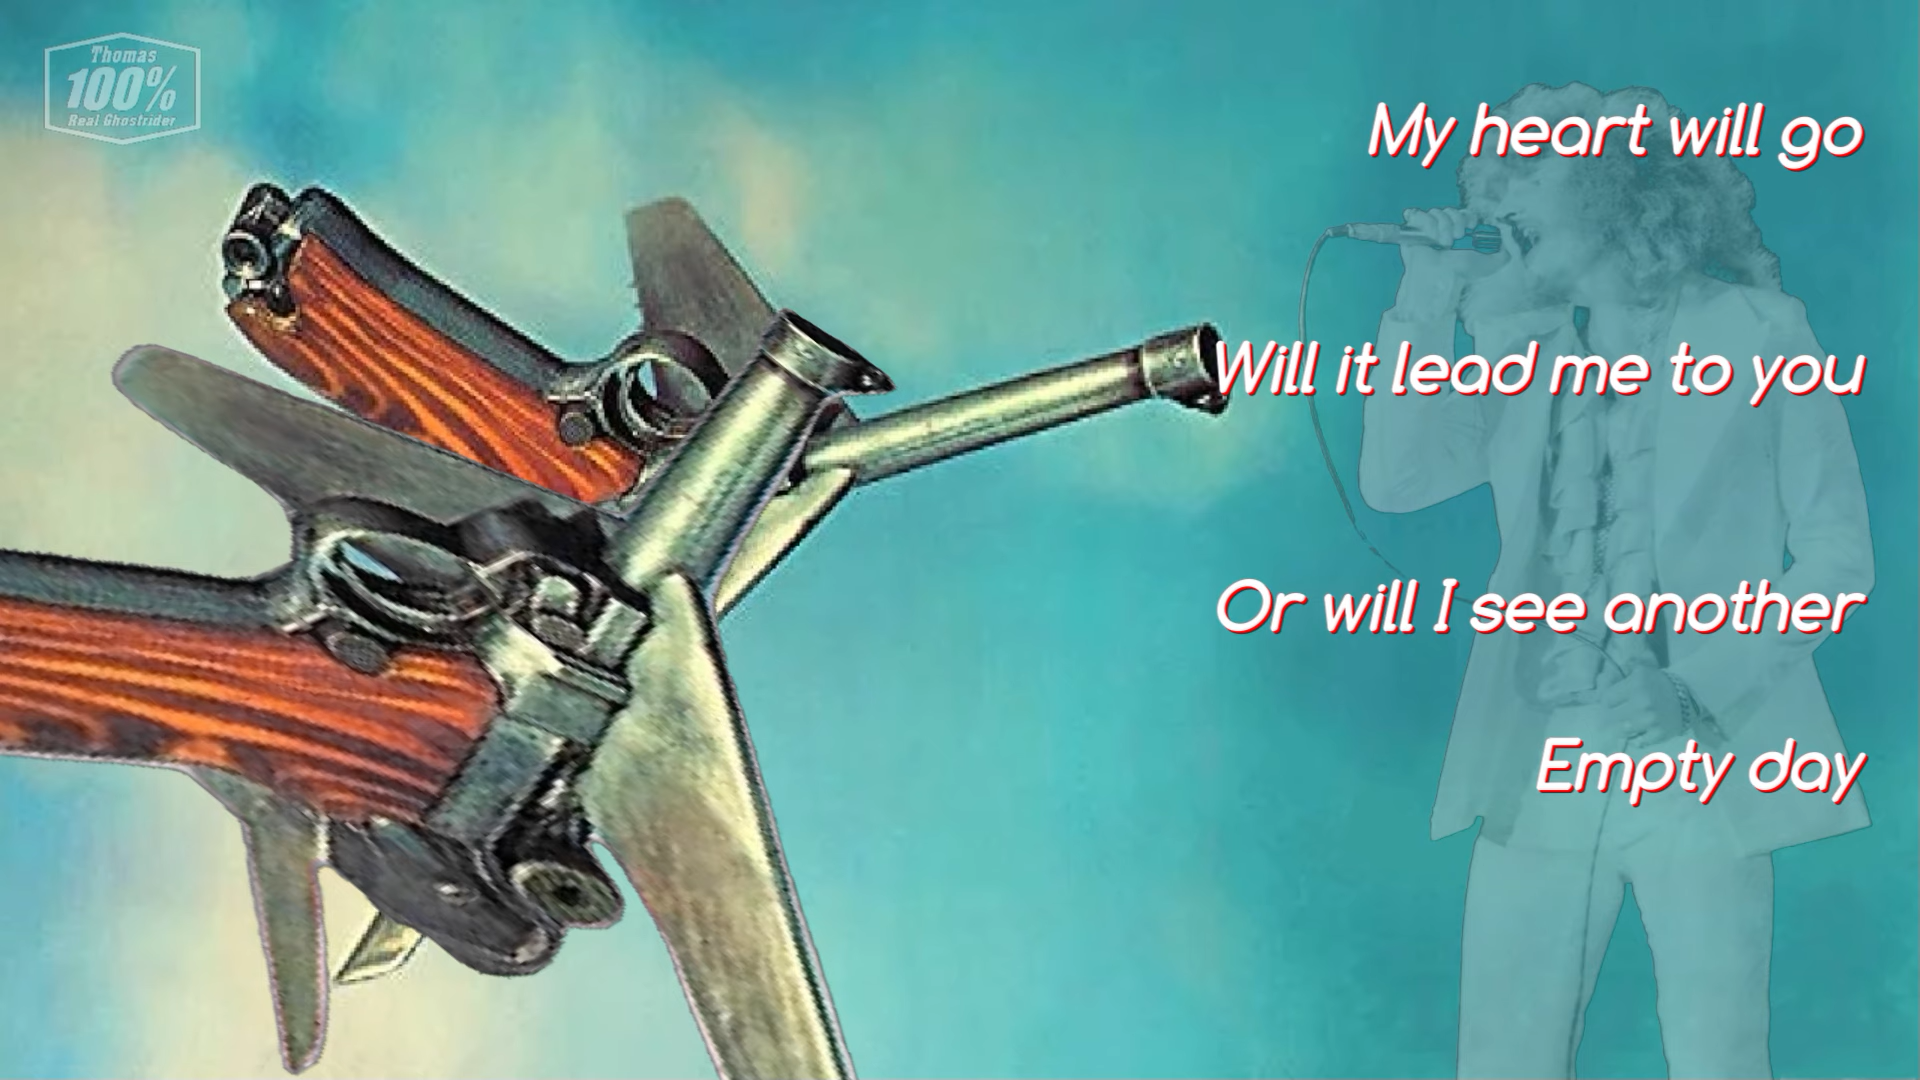 Thomas
100%
Real Ghostrider
My heart will go
Will it lead me to you
Or will I see another
Empty day